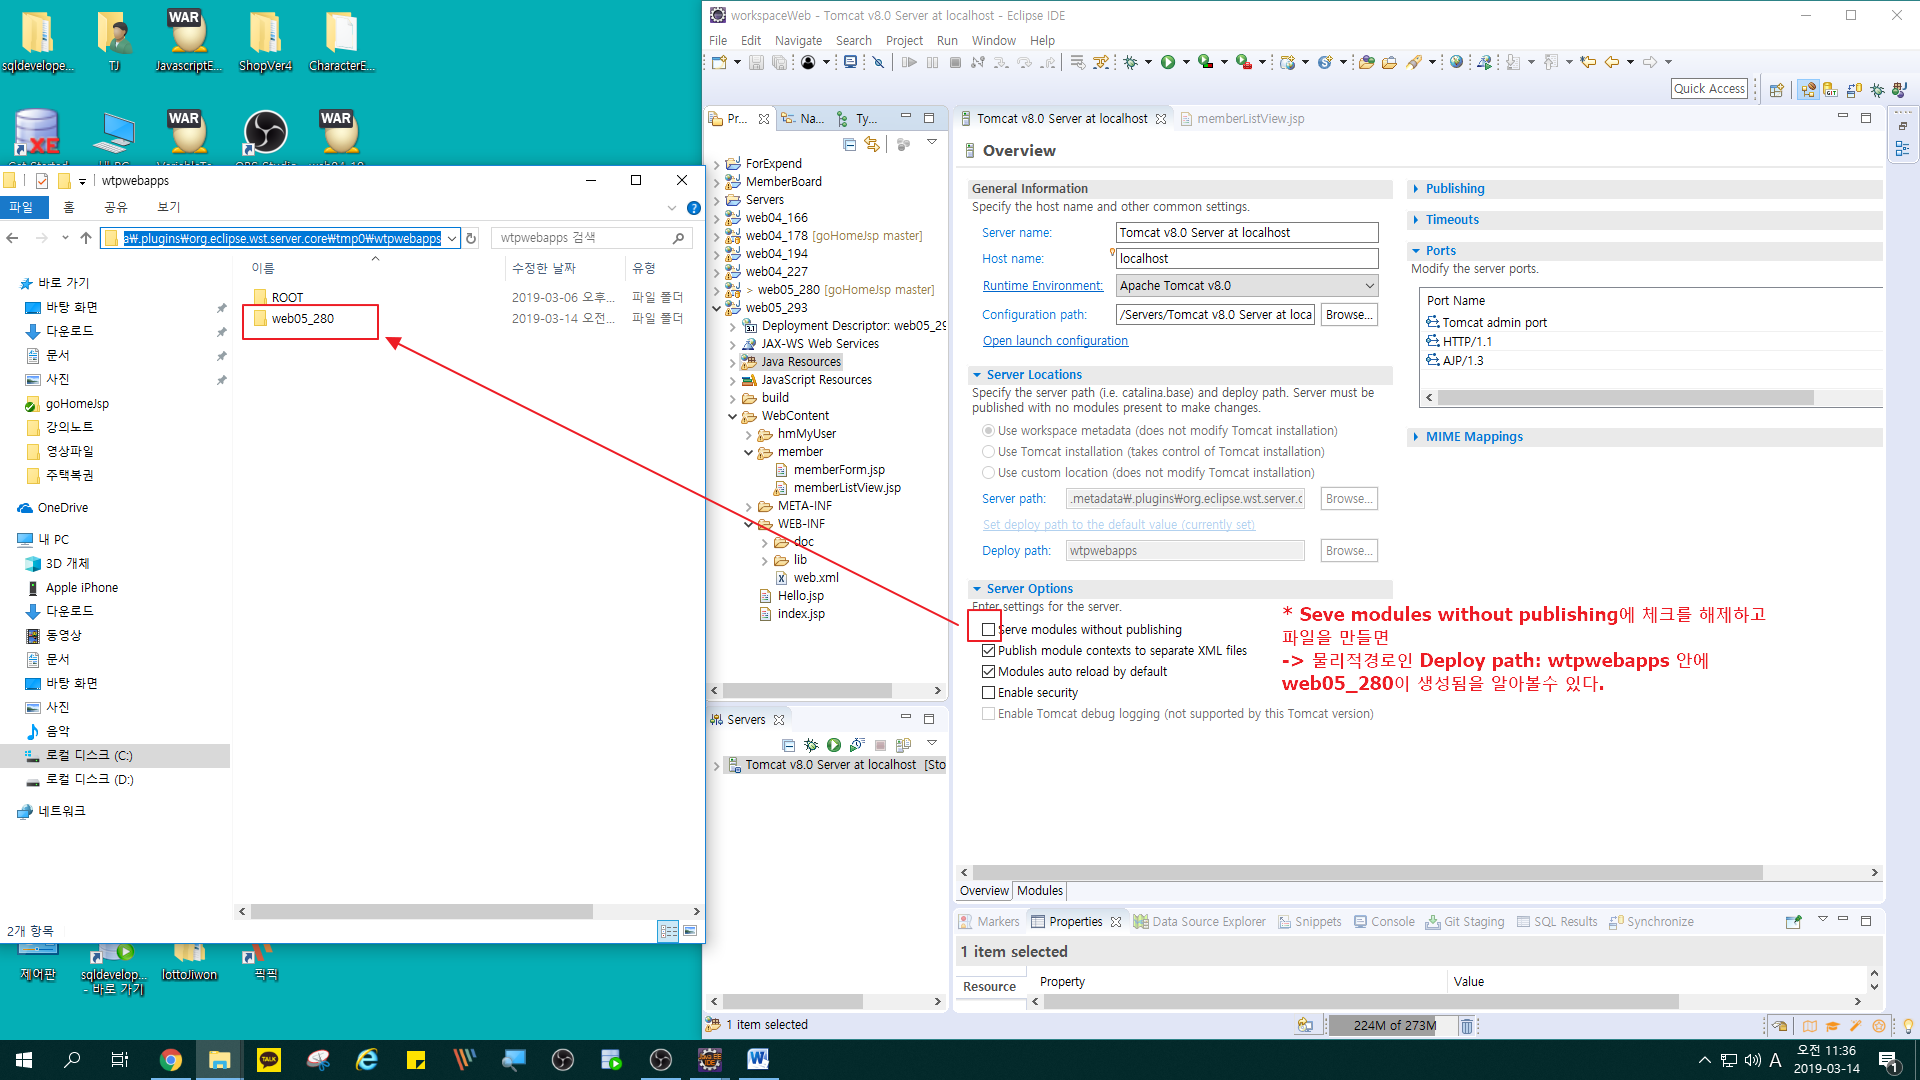 sqldevelope...
TJ
JavascriptE...
ShopVer4
CharacterE...
WAR
WAR
WAR
XE
workspaceWeb - Tomcat v8.0 Server at localhost - Eclipse IDE
File Edit Navigate Search Project Run Window Help
Quick Access
wtpwebapps
파일 홈 공유 보기
a₩.plugins₩org.eclipse.wst.server.core₩tmp0₩wtpwebapps
wtpwebapps 검색
이름 수정한 날짜 유형
ROOT 2019-03-06 오후... 파일 폴더
web05_280 2019-03-14 오전... 파일 폴더
바로 가기
바탕 화면
다운로드
문서
사진
goHomeJsp
강의노트
영상파일
주택복권
OneDrive
내 PC
3D 개체
Apple iPhone
다운로드
동영상
문서
바탕 화면
사진
음악
로컬 디스크 (C:)
로컬 디스크 (D:)
네트워크
2개 항목
제어판
sqldevelop...
- 바로 가기
lottoJiwon
픽픽
Pr...
Na...
Ty...
ForExpend
MemberBoard
Servers
web04_166
web04_178 [goHomeJsp master]
web04_194
web04_227
> web05_280 [goHomeJsp master]
web05_293
Deployment Descriptor: web05_29
JAX-WS Web Services
Java Resources
JavaScript Resources
build
WebContent
hmMyUser
member
memberForm.jsp
memberListView.jsp
META-INF
WEB-INF
doc
lib
web.xml
Hello.jsp
index.jsp
Servers
Tomcat v8.0 Server at localhost [Sto
Tomcat v8.0 Server at localhost
memberListView.jsp
Overview
General Information
Specify the host name and other common settings.
Server name: Tomcat v8.0 Server at localhost
Host name: localhost
Runtime Environment: Apache Tomcat v8.0
Configuration path: /Servers/Tomcat v8.0 Server at loca Browse...
Open launch configuration
Server Locations
Specify the server path (i.e. catalina.base) and deploy path. Server must be
published with no modules present to make changes.
Use workspace metadata (does not modify Tomcat installation)
Use Tomcat installation (takes control of Tomcat installation)
Use custom location (does not modify Tomcat installation)
Server path: .metadata₩.plugins₩org.eclipse.wst.server.c Browse...
Set deploy path to the default value (currently set)
Deploy path: wtpwebapps Browse...
Server Options
Enter settings for the server.
Serve modules without publishing
Publish module contexts to separate XML files
Modules auto reload by default
Enable security
Enable Tomcat debug logging (not supported by this Tomcat version)
Publishing
Timeouts
Ports
Modify the server ports.
Port Name
Tomcat admin port
HTTP/1.1
AJP/1.3
MIME Mappings
* Seve modules without publishing에 체크를 해제하고
파일을 만들면
-> 물리적경로인 Deploy path: wtpwebapps 안에
web05_280이 생성됨을 알아볼수 있다.
Overview Modules
Markers Properties Data Source Explorer Snippets Console Git Staging SQL Results Synchronize
1 item selected
Resource
Property Value
1 item selected
224M of 273M
TALK
A
오전 11:36
2019-03-14
1